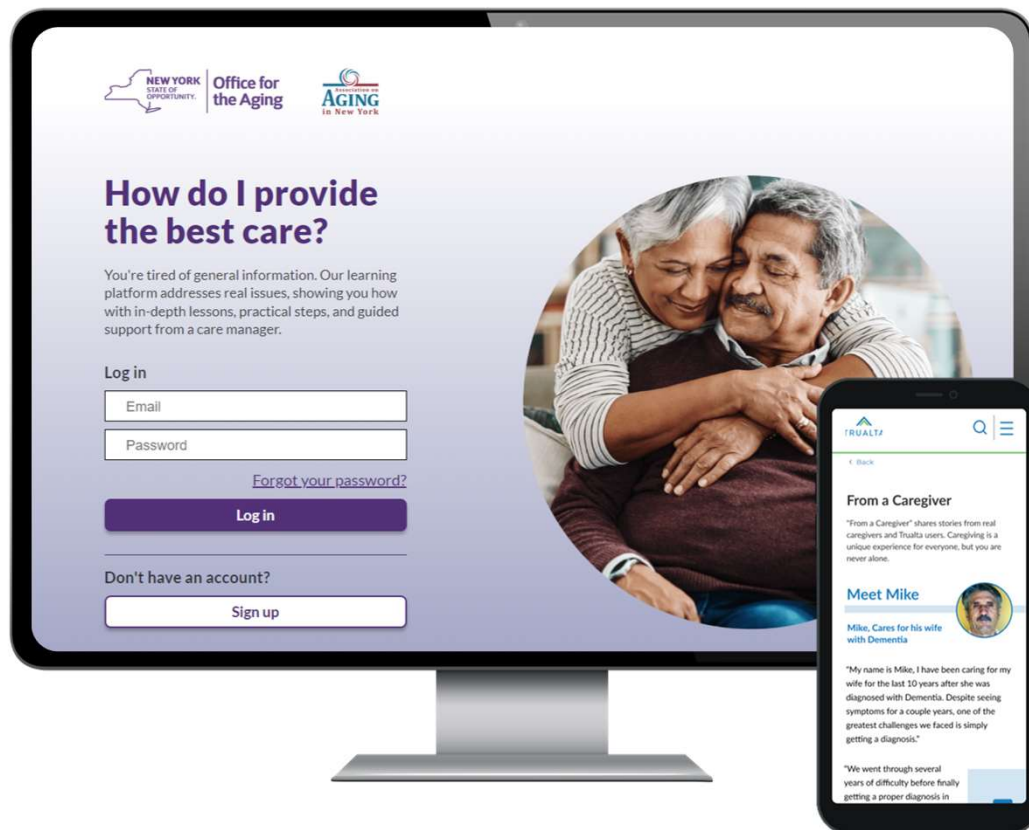 NEW YORK
STATE OF
OPPORTUNITY.
Office for
the Aging
Association on
AGING
in New York
How do I provide
the best care?
You're tired of general information. Our learning
platform addresses real issues, showing you how
with in-depth lessons, practical steps, and guided
support from a care manager.
Log in
Email
Password
Forgot your password?
Log in
Don't have an account?
Sign up
TRUALTA
< Back
From a Caregiver
"From a Caregiver" shares stories from real
caregivers and Trualta users. Caregiving is a
unique experience for everyone, but you are
never alone.
Meet Mike
Mike, Cares for his wife
with Dementia
"My name is Mike, I have been caring for my
wife for the last 10 years after she was
diagnosed with Dementia. Despite seeing
symptoms for a couple years, one of the
greatest challenges we faced is simply
getting a diagnosis."
"We went through several
years of difficulty before finally
getting a proper diagnosis in